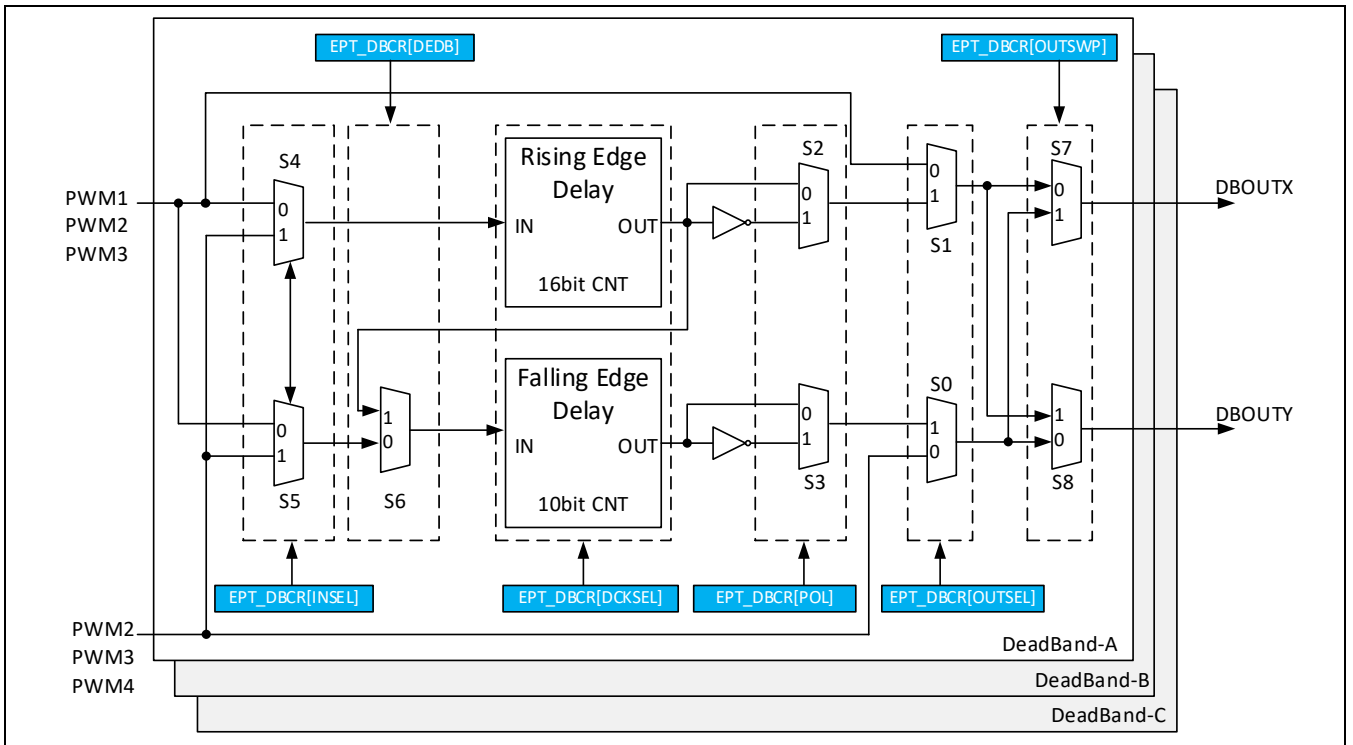 EPT_DBCR[DEDB]
EPT_DBCR[OUTSWP]
S4
Rising Edge
Delay
S2
S7
PWM1
PWM2
PWM3
0
1
IN
OUT
16bit CNT
0
1
0
1
S1
0
1
DBOUTX
Falling Edge
Delay
S0
0
1
S5
1
0
S6
IN
OUT
10bit CNT
0
1
S3
1
0
1
0
S8
DBOUTY
EPT_DBCR[INSEL]
EPT_DBCR[DCKSEL]
EPT_DBCR[POL]
EPT_DBCR[OUTSEL]
PWM2
PWM3
PWM4
DeadBand-A
DeadBand-B
DeadBand-C